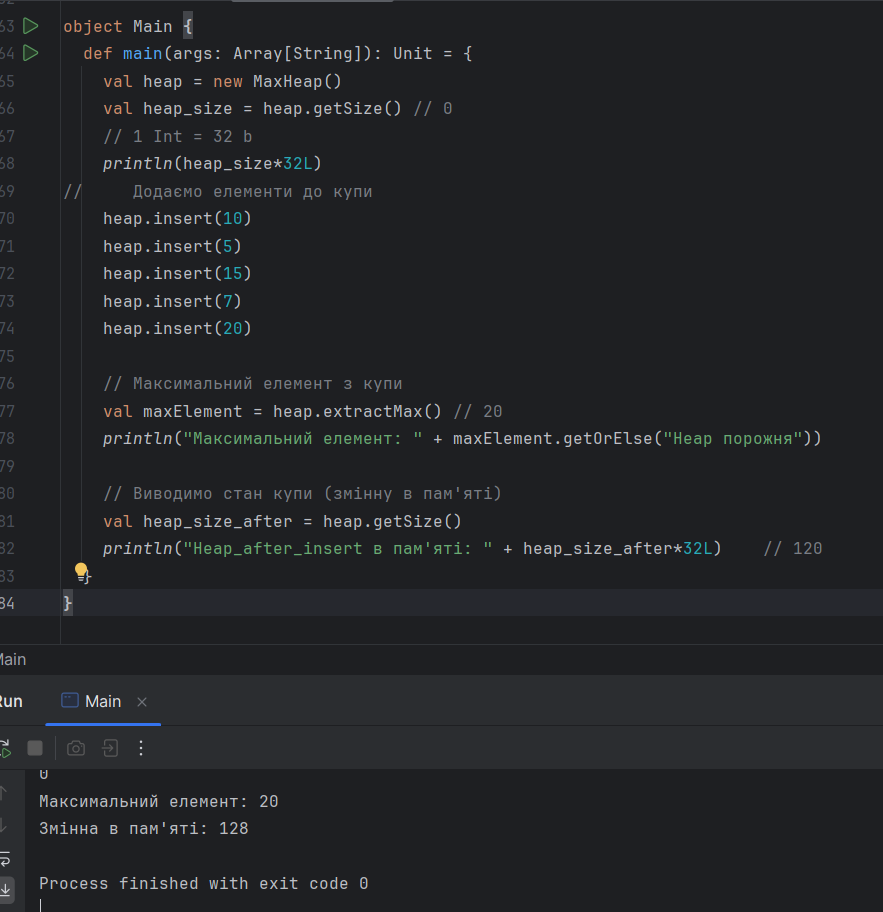 63 object Main {
64 def main(args: Array[String]): Unit = {
65 val heap = new MaxHeap()
66 val heap_size = heap.getSize() // 0
67 // 1 Int = 32 b
68 println(heap_size*32L)
69 // Додаємо елементи до купи
70 heap.insert(10)
71 heap.insert(5)
72 heap.insert(15)
73 heap.insert(7)
74 heap.insert(20)
75
76 // Максимальний елемент з купи
77 val maxElement = heap.extractMax() // 20
78 println("Максимальний елемент: " + maxElement.getOrElse("Heap порожня"))
79
80 // Виводимо стан купи (змінну в пам'яті)
81 val heap_size_after = heap.getSize()
82 println("Heap_after_insert в пам'яті: " + heap_size_after*32L) // 120
83 }
84 }
Main
Run Main
0
Максимальний елемент: 20
Змінна в пам'яті: 128
Process finished with exit code 0